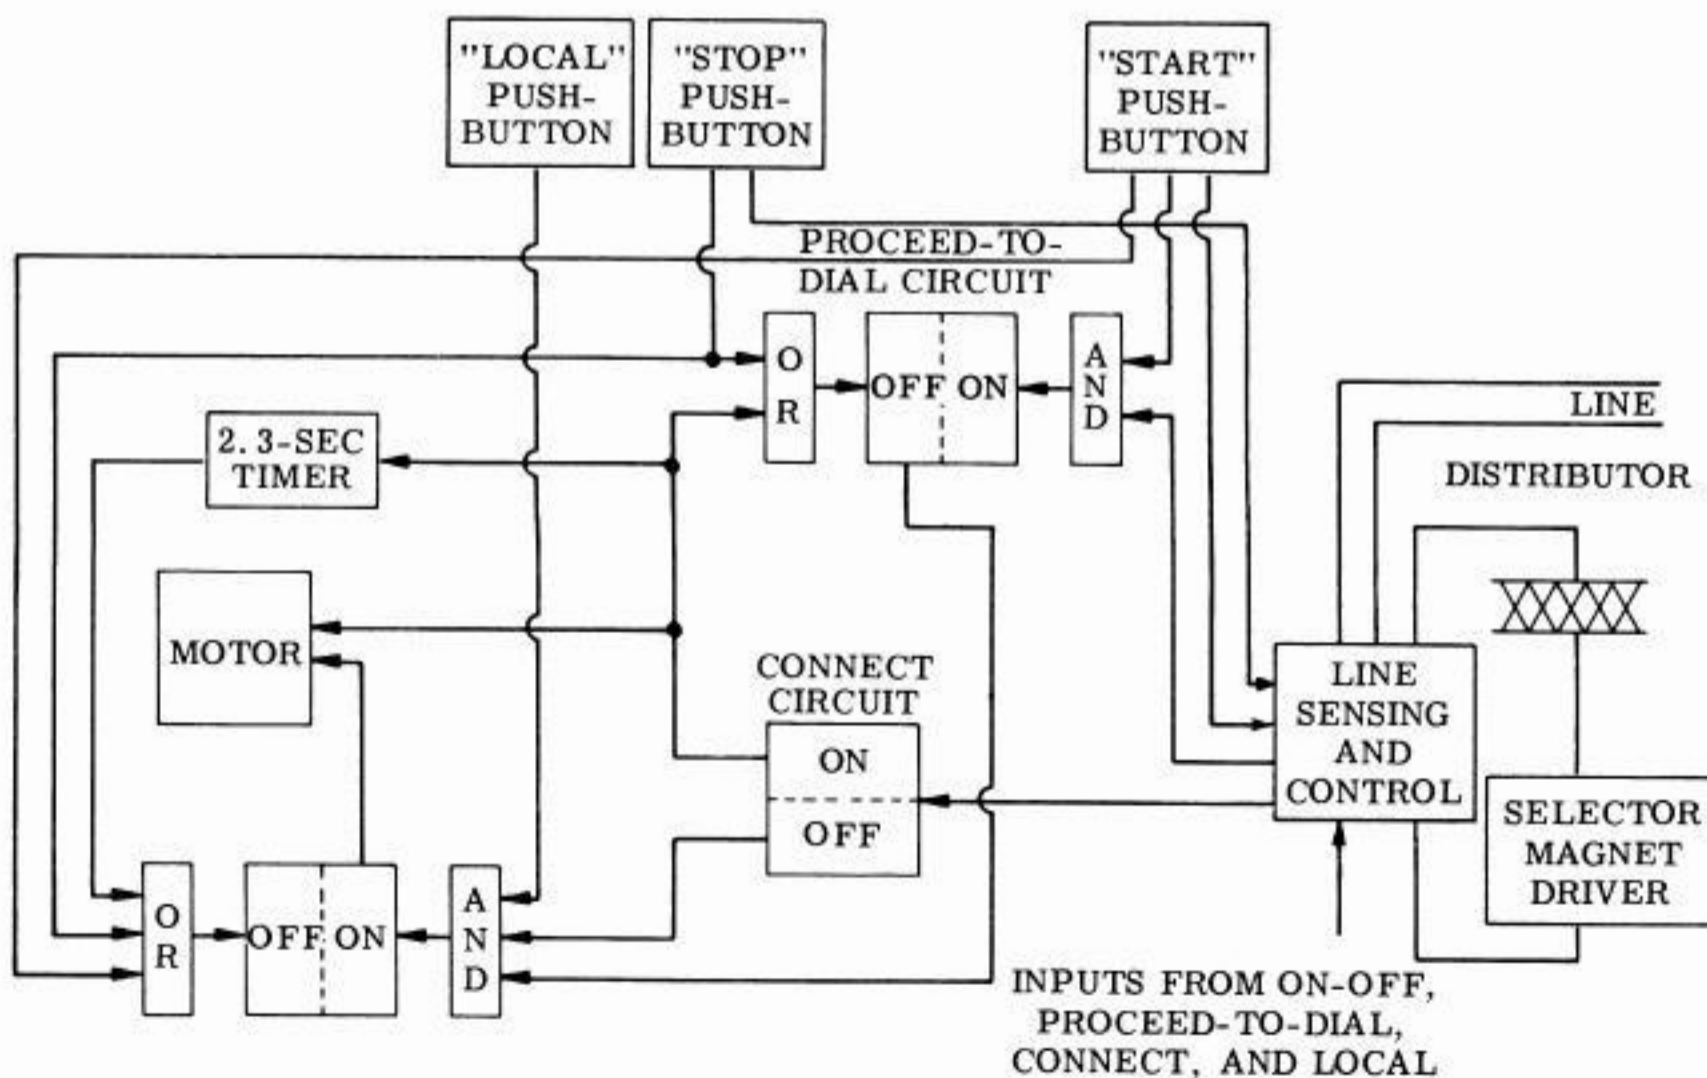 "LOCAL"
PUSH-
BUTTON
"STOP"
PUSH-
BUTTON
"START"
PUSH-
BUTTON
PROCEED-TO-
DIAL CIRCUIT
O
R
OFF ON
A
N
D
LINE
DISTRIBUTOR
2.3-SEC
TIMER
MOTOR
CONNECT
CIRCUIT
ON
OFF
LINE
SENSING
AND
CONTROL
SELECTOR
MAGNET
DRIVER
O
R
OFF ON
A
N
D
INPUTS FROM ON-OFF,
PROCEED-TO-DIAL,
CONNECT, AND LOCAL